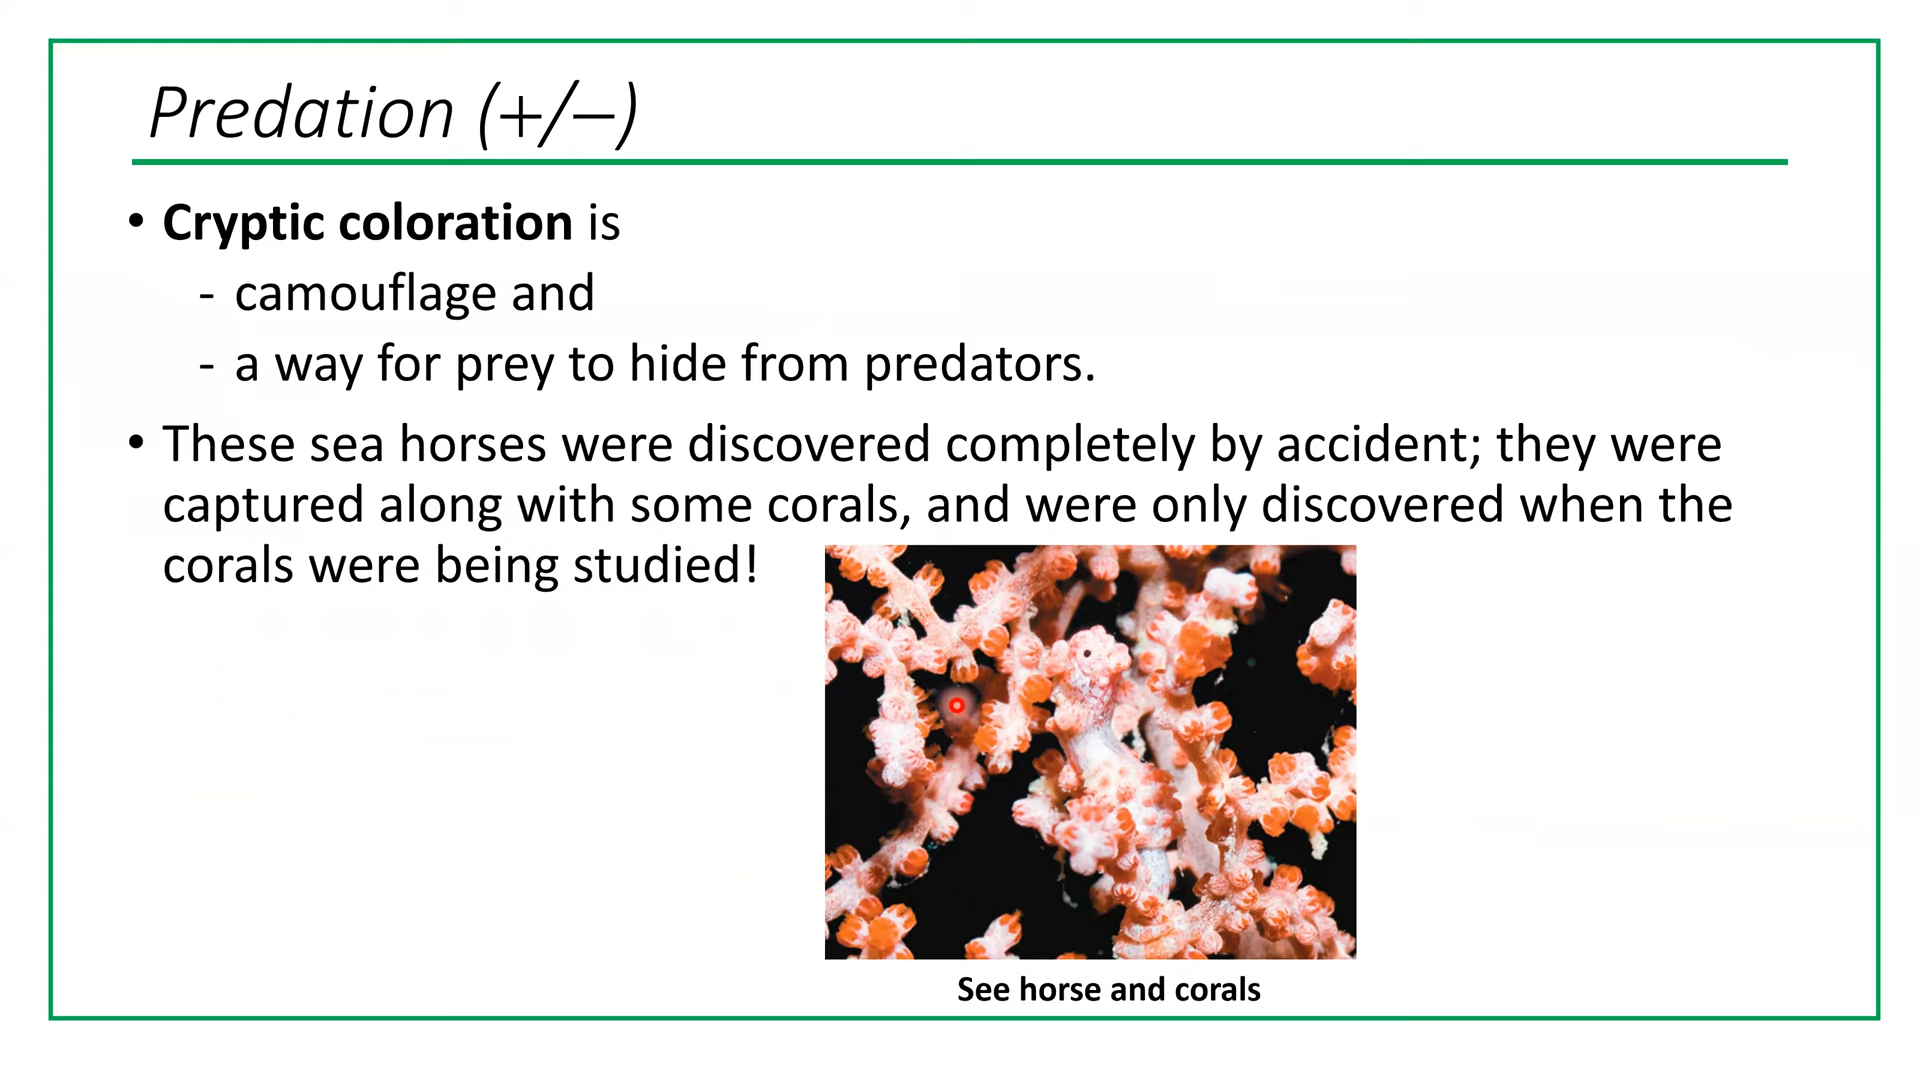 Predation (+/–)
• Cryptic coloration is
- camouflage and
- a way for prey to hide from predators.
• These sea horses were discovered completely by accident; they were
captured along with some corals, and were only discovered when the
corals were being studied!
See horse and corals